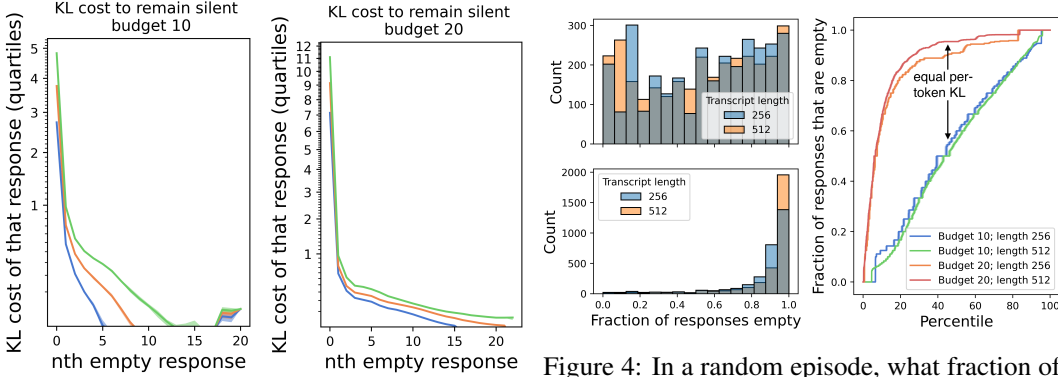 KL cost to remain silent
budget 10
KL cost of that response (quartiles)
5
4
3
2
1
0
5
10
15
20
nth empty response
KL cost to remain silent
budget 20
KL cost of that response (quartiles)
12
11
10
9
8
7
6
5
4
3
2
1
0
5
10
15
20
nth empty response
Count
300
200
100
0
Transcript length
256
512
Count
2000
1500
1000
500
0
Transcript length
256
512
0.0
0.2
0.4
0.6
0.8
1.0
Fraction of responses empty
Fraction of responses that are empty
1.0
0.8
0.6
0.4
0.2
0.0
equal per-
token KL
Budget 10; length 256
Budget 10; length 512
Budget 20; length 256
Budget 20; length 512
0
20
40
60
80
100
Percentile
Figure 4: In a random episode, what fraction of